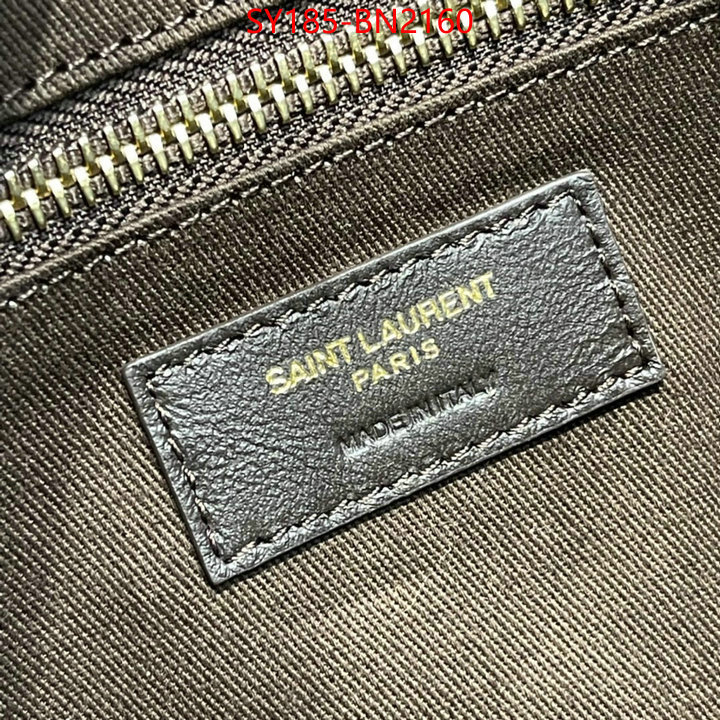 SY185-BN2160
SAINT LAURENT
PARIS
MADE IN ITALY